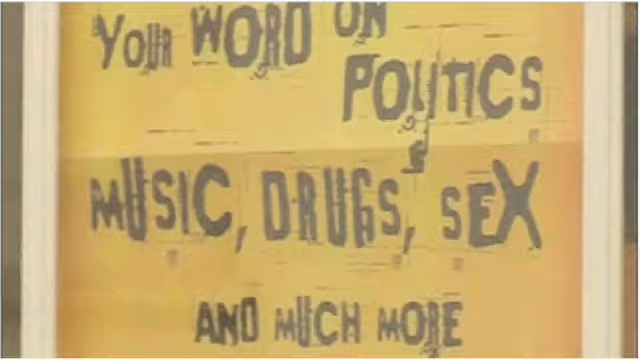 YOUR WORD ON
POLITICS
MUSIC, DRUGS, SEX
AND MUCH MORE